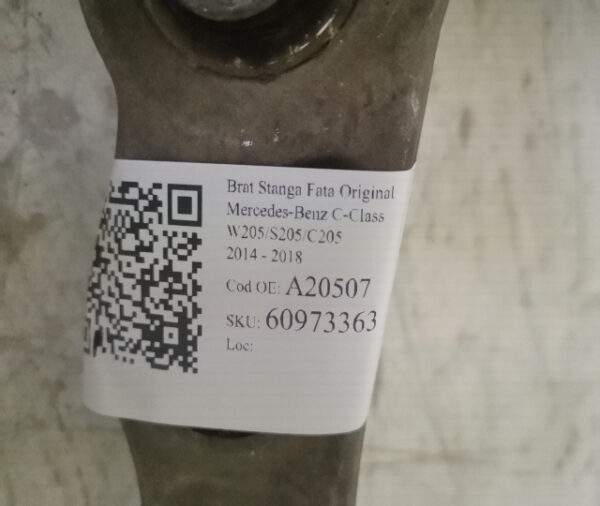 Brat Stanga Fata Original
Mercedes-Benz C-Class
W205/S205/C205
2014 - 2018
Cod OE: A20507
SKU: 60973363
Loc: